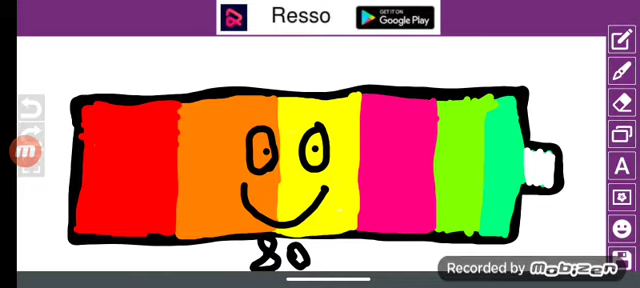 Resso
GET IT ON
Google Play
A
80
Recorded by mobizen